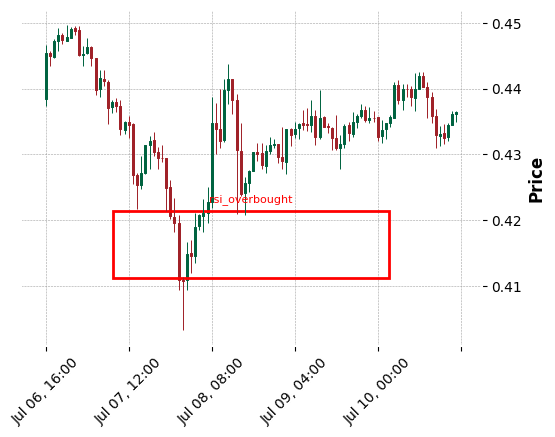 0.45
0.44
0.43
rsi_overbought
0.42
0.41
Price
Jul 06, 16:00
Jul 07, 12:00
Jul 08, 08:00
Jul 09, 04:00
Jul 10, 00:00